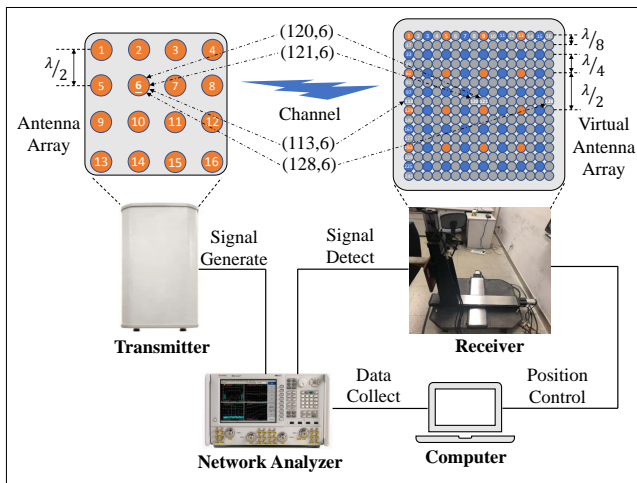 (120,6)
(121,6)
1 2 3 4
5 6 7 8
9 10 11 12
13 14 15 16
λ/2
Antenna
Array
Channel
(113,6)
(128,6)
λ/8
λ/4
λ/2
Virtual
Antenna
Array
Signal
Generate
Signal
Detect
Transmitter
Receiver
Data
Collect
Position
Control
Network Analyzer
Computer